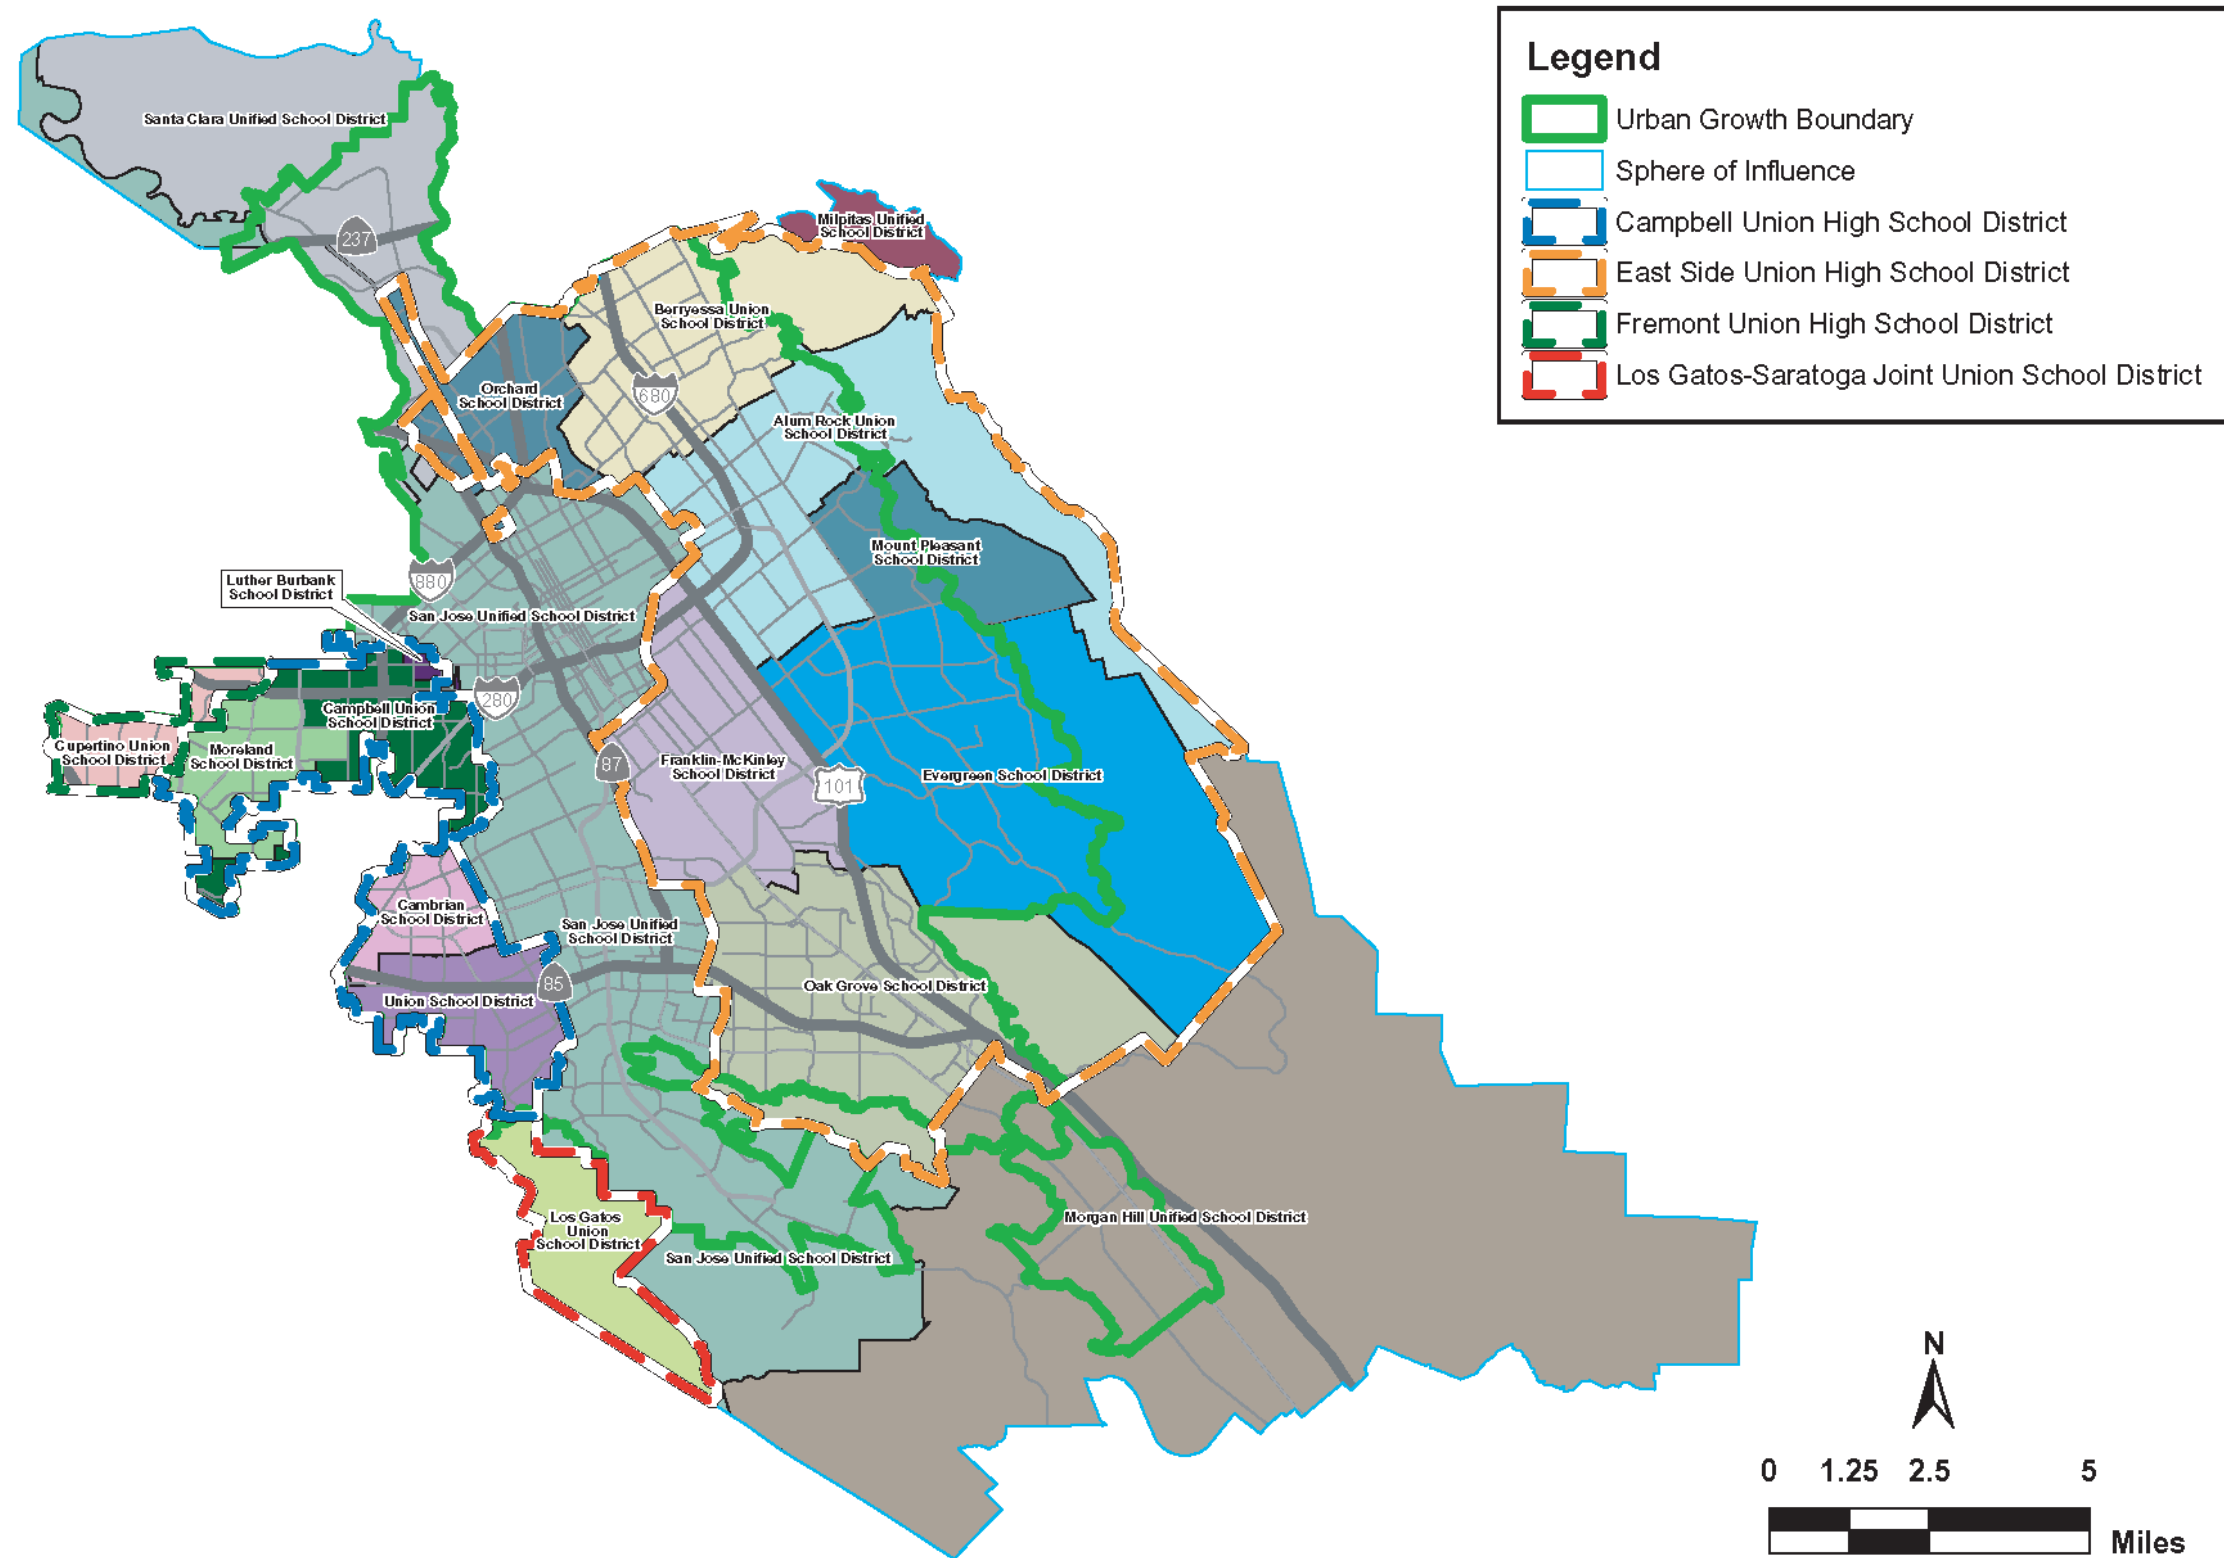 Legend
Urban Growth Boundary
Sphere of Influence
Campbell Union High School District
East Side Union High School District
Fremont Union High School District
Los Gatos-Saratoga Joint Union School District
Santa Clara Unified School District
237
Milpitas Unified
School District
Berryessa Union
School District
680
Orchard
School District
Alum Rock Union
School District
Mount Pleasant
School District
880
Luther Burbank
School District
San Jose Unified School District
280
Campbell Union
School District
Cupertino Union
School District
Moreland
School District
87
Franklin-McKinley
School District
101
Evergreen School District
Cambrian
School District
San Jose Unified
School District
85
Union School District
Oak Grove School District
Los Gatos
Union
School District
San Jose Unified School District
Morgan Hill Unified School District
N
0 1.25 2.5 5
Miles